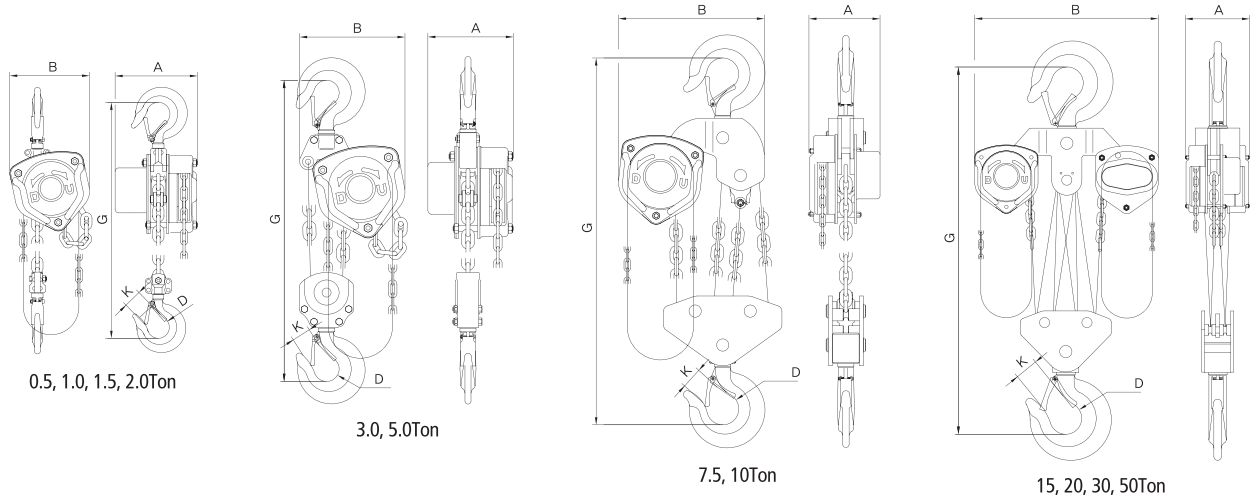 B
A
G
K
D
0.5, 1.0, 1.5, 2.0Ton
B
A
G
K
D
3.0, 5.0Ton
B
A
G
K
D
7.5, 10Ton
B
A
G
K
D
15, 20, 30, 50Ton